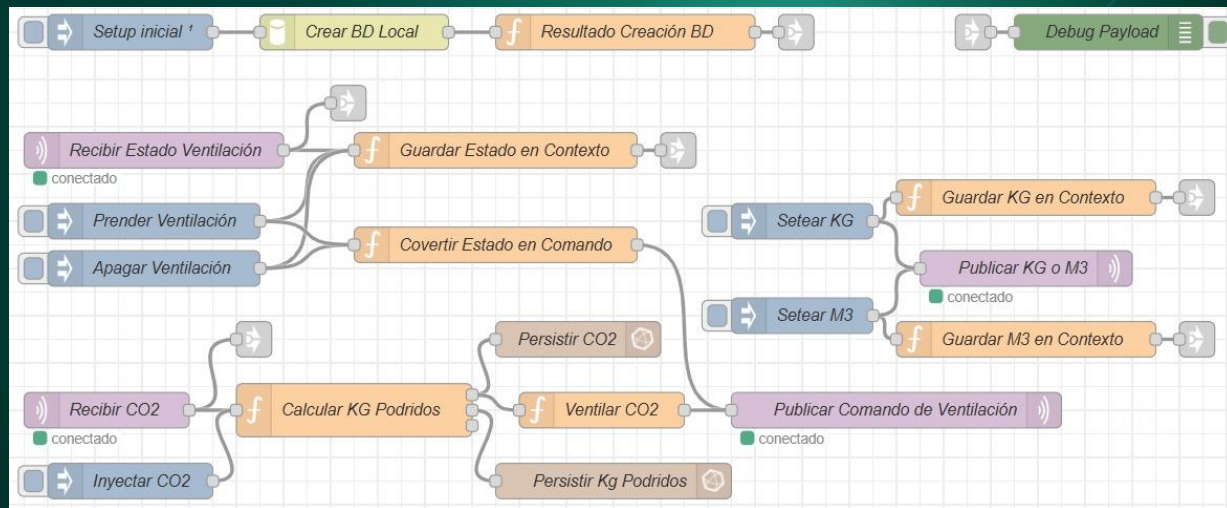 Setup inicial ¹
Crear BD Local
Resultado Creación BD
Debug Payload
Recibir Estado Ventilación
conectado
Guardar Estado en Contexto
Prender Ventilación
Covertir Estado en Comando
Apagar Ventilación
Setear KG
Guardar KG en Contexto
Publicar KG o M3
conectado
Setear M3
Guardar M3 en Contexto
Persistir CO2
Recibir CO2
conectado
Calcular KG Podridos
Ventilar CO2
Publicar Comando de Ventilación
conectado
Inyectar CO2
Persistir Kg Podridos